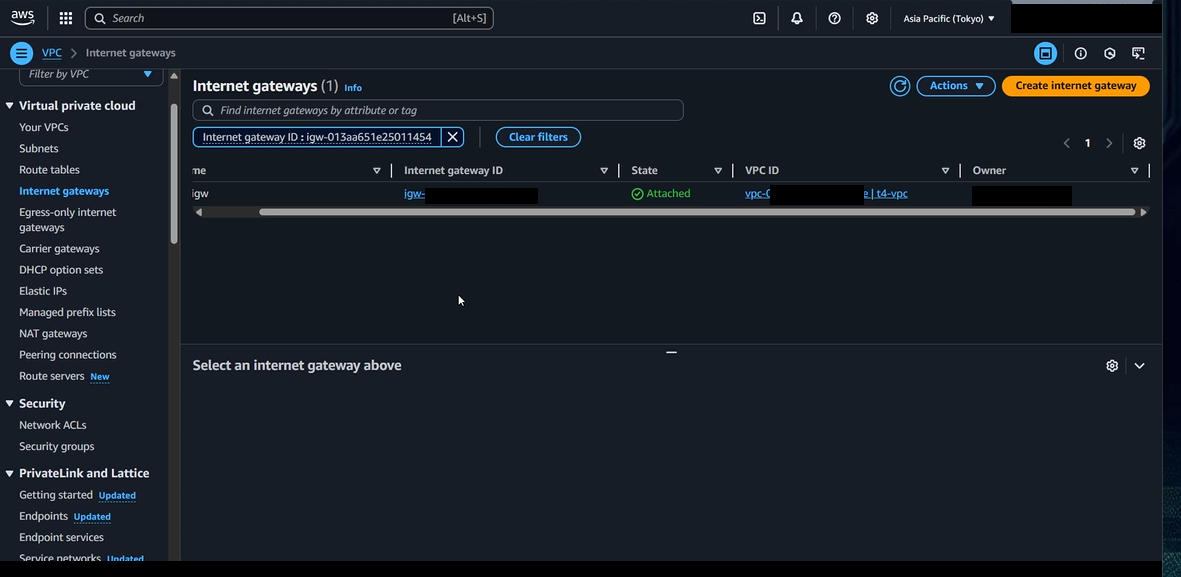 aws
Search [Alt+S]
Asia Pacific (Tokyo)
VPC Internet gateways
Filter by VPC
Virtual private cloud
Your VPCs
Subnets
Route tables
Internet gateways
Egress-only internet
gateways
Carrier gateways
DHCP option sets
Elastic IPs
Managed prefix lists
NAT gateways
Peering connections
Route servers New
Security
Network ACLs
Security groups
PrivateLink and Lattice
Getting started Updated
Endpoints Updated
Endpoint services
Service networks Updated
Internet gateways (1) Info
Actions
Create internet gateway
Find internet gateways by attribute or tag
Internet gateway ID : igw-013aa651e25011454
Clear filters
1
me Internet gateway ID State VPC ID Owner
igw igw- Attached vpc-0 e | t4-vpc
Select an internet gateway above